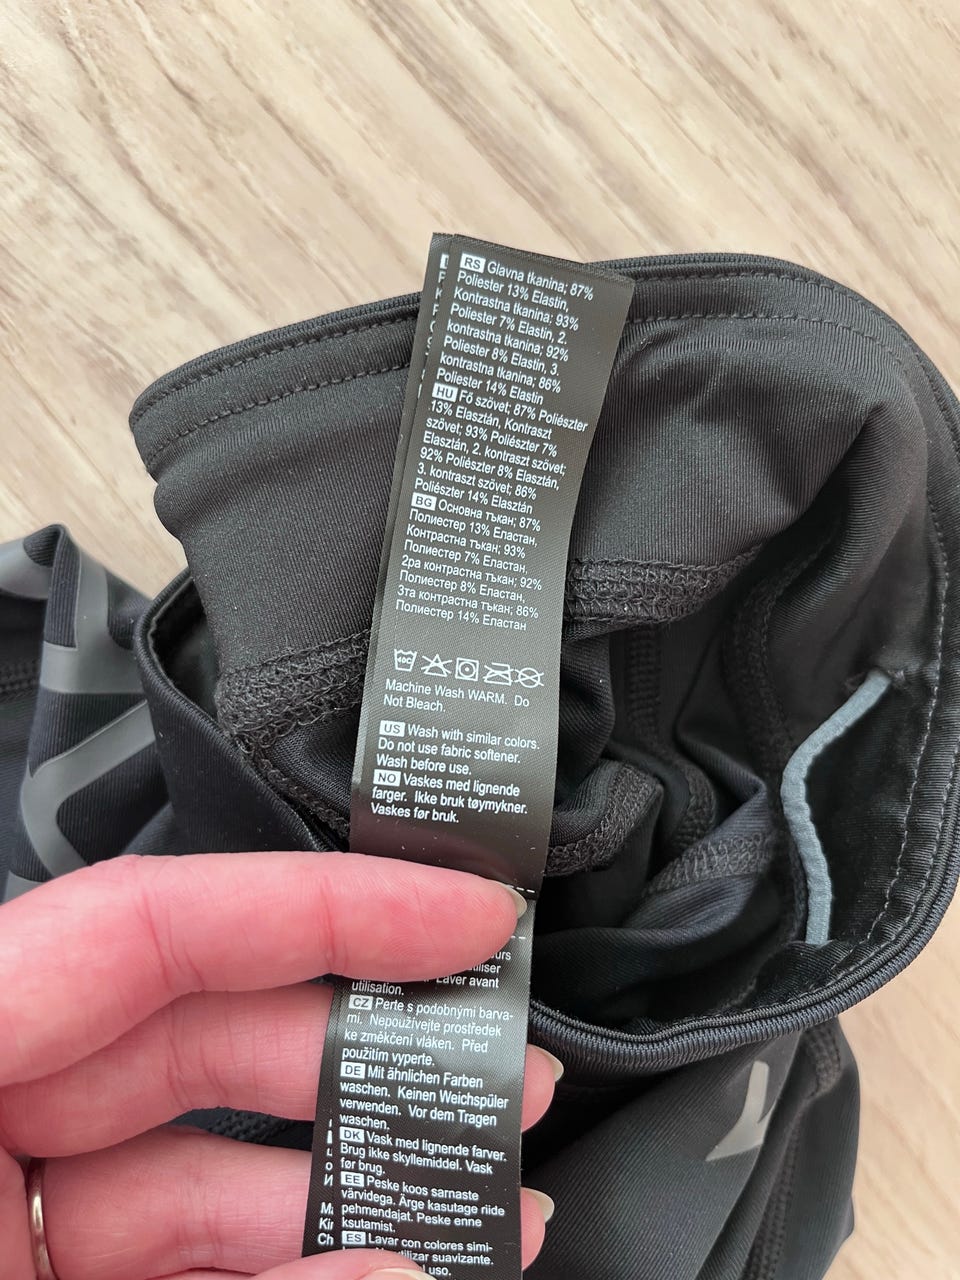 RS Glavna tkanina; 87%
Poliester 13% Elastin,
Kontrastna tkanina; 93%
Poliester 7% Elastin, 2.
kontrastna tkanina; 92%
Poliester 8% Elastin, 3.
kontrastna tkanina; 86%
Poliester 14% Elastin
HU Fő szövet; 87% Poliészter
13% Elasztán, Kontraszt
szövet; 93% Poliészter 7%
Elasztán, 2. kontraszt szövet;
92% Poliészter 8% Elasztán,
3. kontraszt szövet; 86%
Poliészter 14% Elasztán
BG Основна тъкан; 87%
Полиестер 13% Еластан,
Контрастна тъкан; 93%
Полиестер 7% Еластан,
2ра контрастна тъкан; 92%
Полиестер 8% Еластан,
3та контрастна тъкан; 86%
Полиестер 14% Еластан
40C
Machine Wash WARM. Do
Not Bleach.
US Wash with similar colors.
Do not use fabric softener.
Wash before use.
NO Vaskes med lignende
farger. Ikke bruk tøymykner.
Vaskes før bruk.
Laver avant
utilisation.
CZ Perte s podobnými barva-
mi. Nepoužívejte prostředek
ke změkčení vláken. Před
použitím vyperte.
DE Mit ähnlichen Farben
waschen. Keinen Weichspüler
verwenden. Vor dem Tragen
waschen.
DK Vask med lignende farver.
Brug ikke skyllemiddel. Vask
før brug.
EE Peske koos sarnaste
värvidega. Ärge kasutage riide
pehmendajat. Peske enne
ksutamist.
ES Lavar con colores simi-
suavizante.
uso.